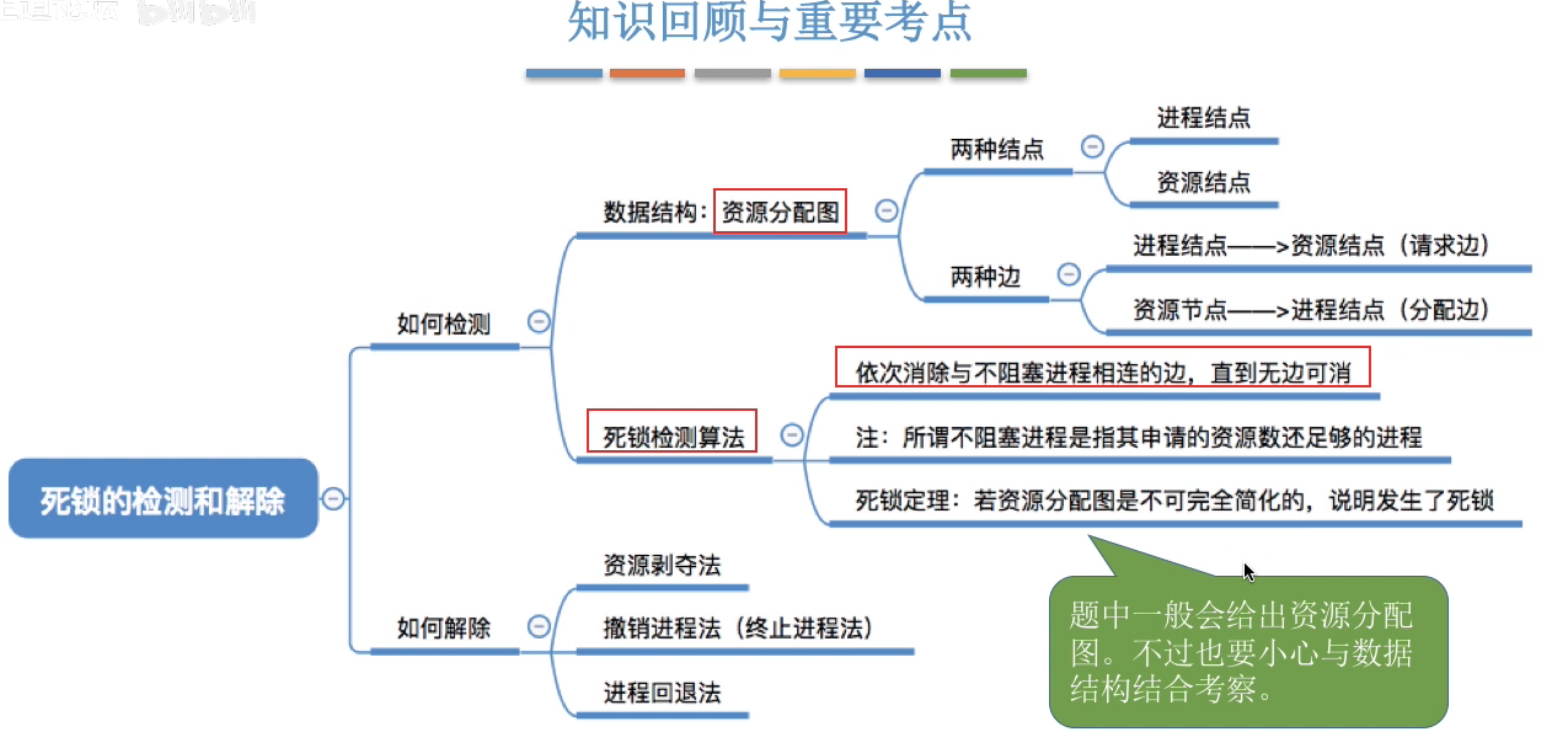 知识回顾与重要考点
死锁的检测和解除
如何检测
数据结构：资源分配图
两种结点
进程结点
资源结点
两种边
进程结点——>资源结点（请求边）
资源节点——>进程结点（分配边）
死锁检测算法
依次消除与不阻塞进程相连的边，直到无边可消
注：所谓不阻塞进程是指其申请的资源数还足够的进程
死锁定理：若资源分配图是不可完全简化的，说明发生了死锁
题中一般会给出资源分配
图。不过也要小心与数据
结构结合考察。
如何解除
资源剥夺法
撤销进程法（终止进程法）
进程回退法